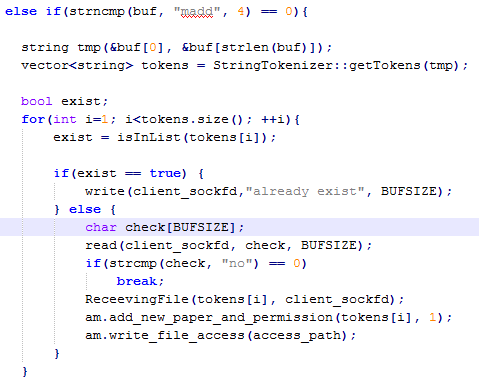 else if(strncmp(buf, "madd", 4) == 0){
string tmp(&buf[0], &buf[strlen(buf)]);
vector<string> tokens = StringTokenizer::getTokens(tmp);
bool exist;
for(int i=1; i<tokens.size(); ++i){
exist = isInList(tokens[i]);
if(exist == true) {
write(client_sockfd,"already exist", BUFSIZE);
} else {
char check[BUFSIZE];
read(client_sockfd, check, BUFSIZE);
if(strcmp(check, "no") == 0)
break;
ReceevingFile(tokens[i], client_sockfd);
am.add_new_paper_and_permission(tokens[i], 1);
am.write_file_access(access_path);
}
}